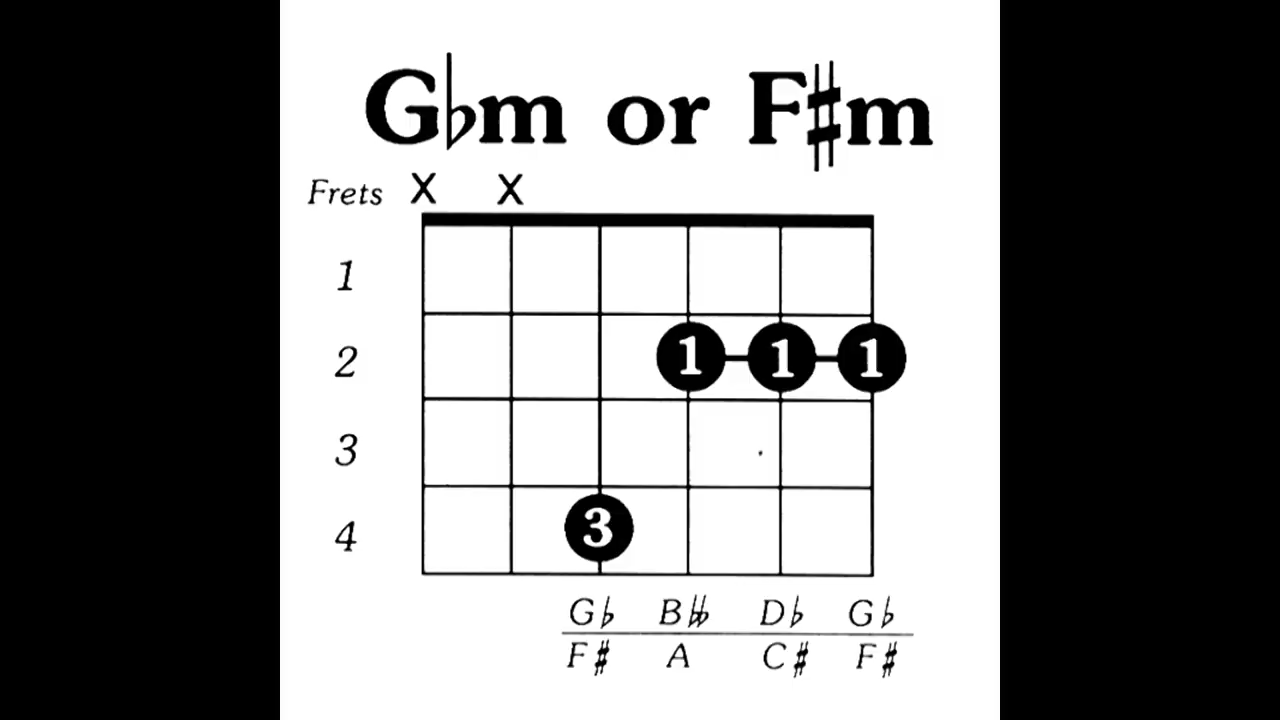 G♭m or F♯m
Frets X X
1
2 1 1 1
3
4 3
G♭ B𝄫 D♭ G♭
F♯ A C♯ F♯